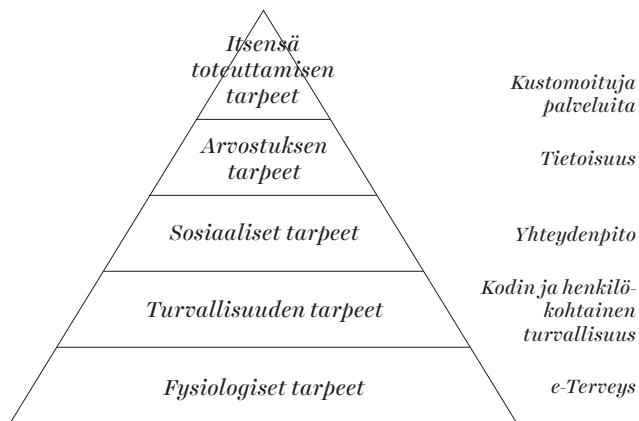 Itsensä
toteuttamisen
tarpeet
Kustomoituja
palveluita
Arvostuksen
tarpeet
Tietoisuus
Sosiaaliset tarpeet
Yhteydenpito
Turvallisuuden tarpeet
Kodin ja henkilö-
kohtainen
turvallisuus
Fysiologiset tarpeet
e-Terveys